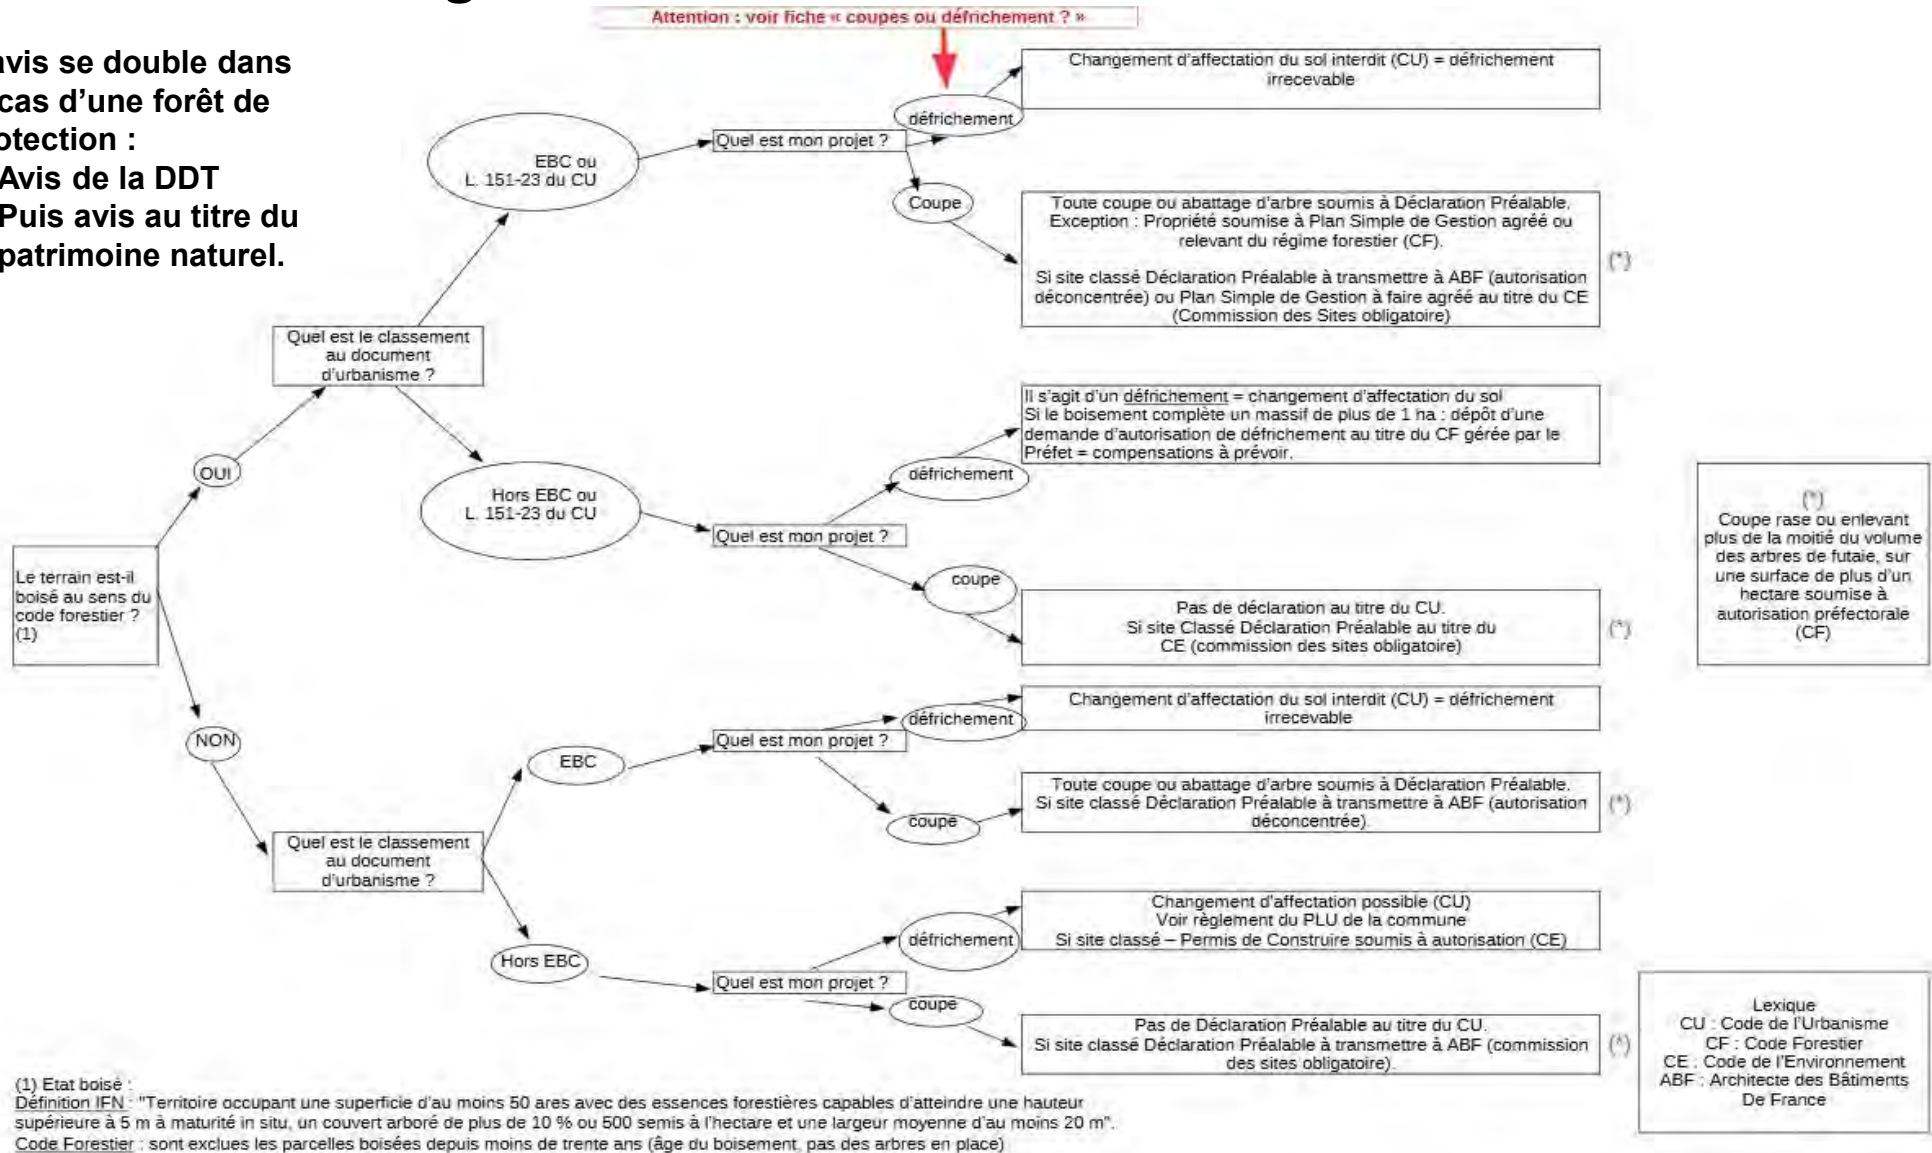 Attention : voir fiche « coupes ou défrichement ? »
avis se double dans
cas d'une forêt de
otection :
Avis de la DDT
Puis avis au titre du
patrimoine naturel.
Changement d'affectation du sol interdit (CU) = défrichement
irrecevable
défrichement
Quel est mon projet ?
EBC ou
L. 151-23 du CU
Coupe
Toute coupe ou abattage d'arbre soumis à Déclaration Préalable.
Exception : Propriété soumise à Plan Simple de Gestion agréé ou
relevant du régime forestier (CF).
Si site classé Déclaration Préalable à transmettre à ABF (autorisation
déconcentrée) ou Plan Simple de Gestion à faire agréé au titre du CE
(Commission des Sites obligatoire)
(*)
Quel est le classement
au document
d'urbanisme ?
Il s'agit d'un défrichement = changement d'affectation du sol
Si le boisement complète un massif de plus de 1 ha : dépôt d'une
demande d'autorisation de défrichement au titre du CF gérée par le
Préfet = compensations à prévoir.
OUI
défrichement
Hors EBC ou
L. 151-23 du CU
Quel est mon projet ?
coupe
Pas de déclaration au titre du CU.
Si site Classé Déclaration Préalable au titre du
CE (commission des sites obligatoire)
(*)
(*)
Coupe rase ou enlevant
plus de la moitié du volume
des arbres de futaie, sur
une surface de plus d'un
hectare soumise à
autorisation préfectorale
(CF)
Le terrain est-il
boisé au sens du
code forestier ?
(1)
NON
EBC
Quel est mon projet ?
défrichement
Changement d'affectation du sol interdit (CU) = défrichement
irrecevable
coupe
Toute coupe ou abattage d'arbre soumis à Déclaration Préalable.
Si site classé Déclaration Préalable à transmettre à ABF (autorisation
déconcentrée).
(*)
Quel est le classement
au document
d'urbanisme ?
Hors EBC
Quel est mon projet ?
défrichement
Changement d'affectation possible (CU)
Voir règlement du PLU de la commune
Si site classé – Permis de Construire soumis à autorisation (CE)
coupe
Pas de Déclaration Préalable au titre du CU.
Si site classé Déclaration Préalable à transmettre à ABF (commission
des sites obligatoire).
(*)
Lexique
CU : Code de l'Urbanisme
CF : Code Forestier
CE : Code de l'Environnement
ABF : Architecte des Bâtiments
De France
(1) Etat boisé :
Définition IFN : "Territoire occupant une superficie d'au moins 50 ares avec des essences forestières capables d'atteindre une hauteur
supérieure à 5 m à maturité in situ, un couvert arboré de plus de 10 % ou 500 semis à l'hectare et une largeur moyenne d'au moins 20 m".
Code Forestier : sont exclues les parcelles boisées depuis moins de trente ans (âge du boisement, pas des arbres en place)